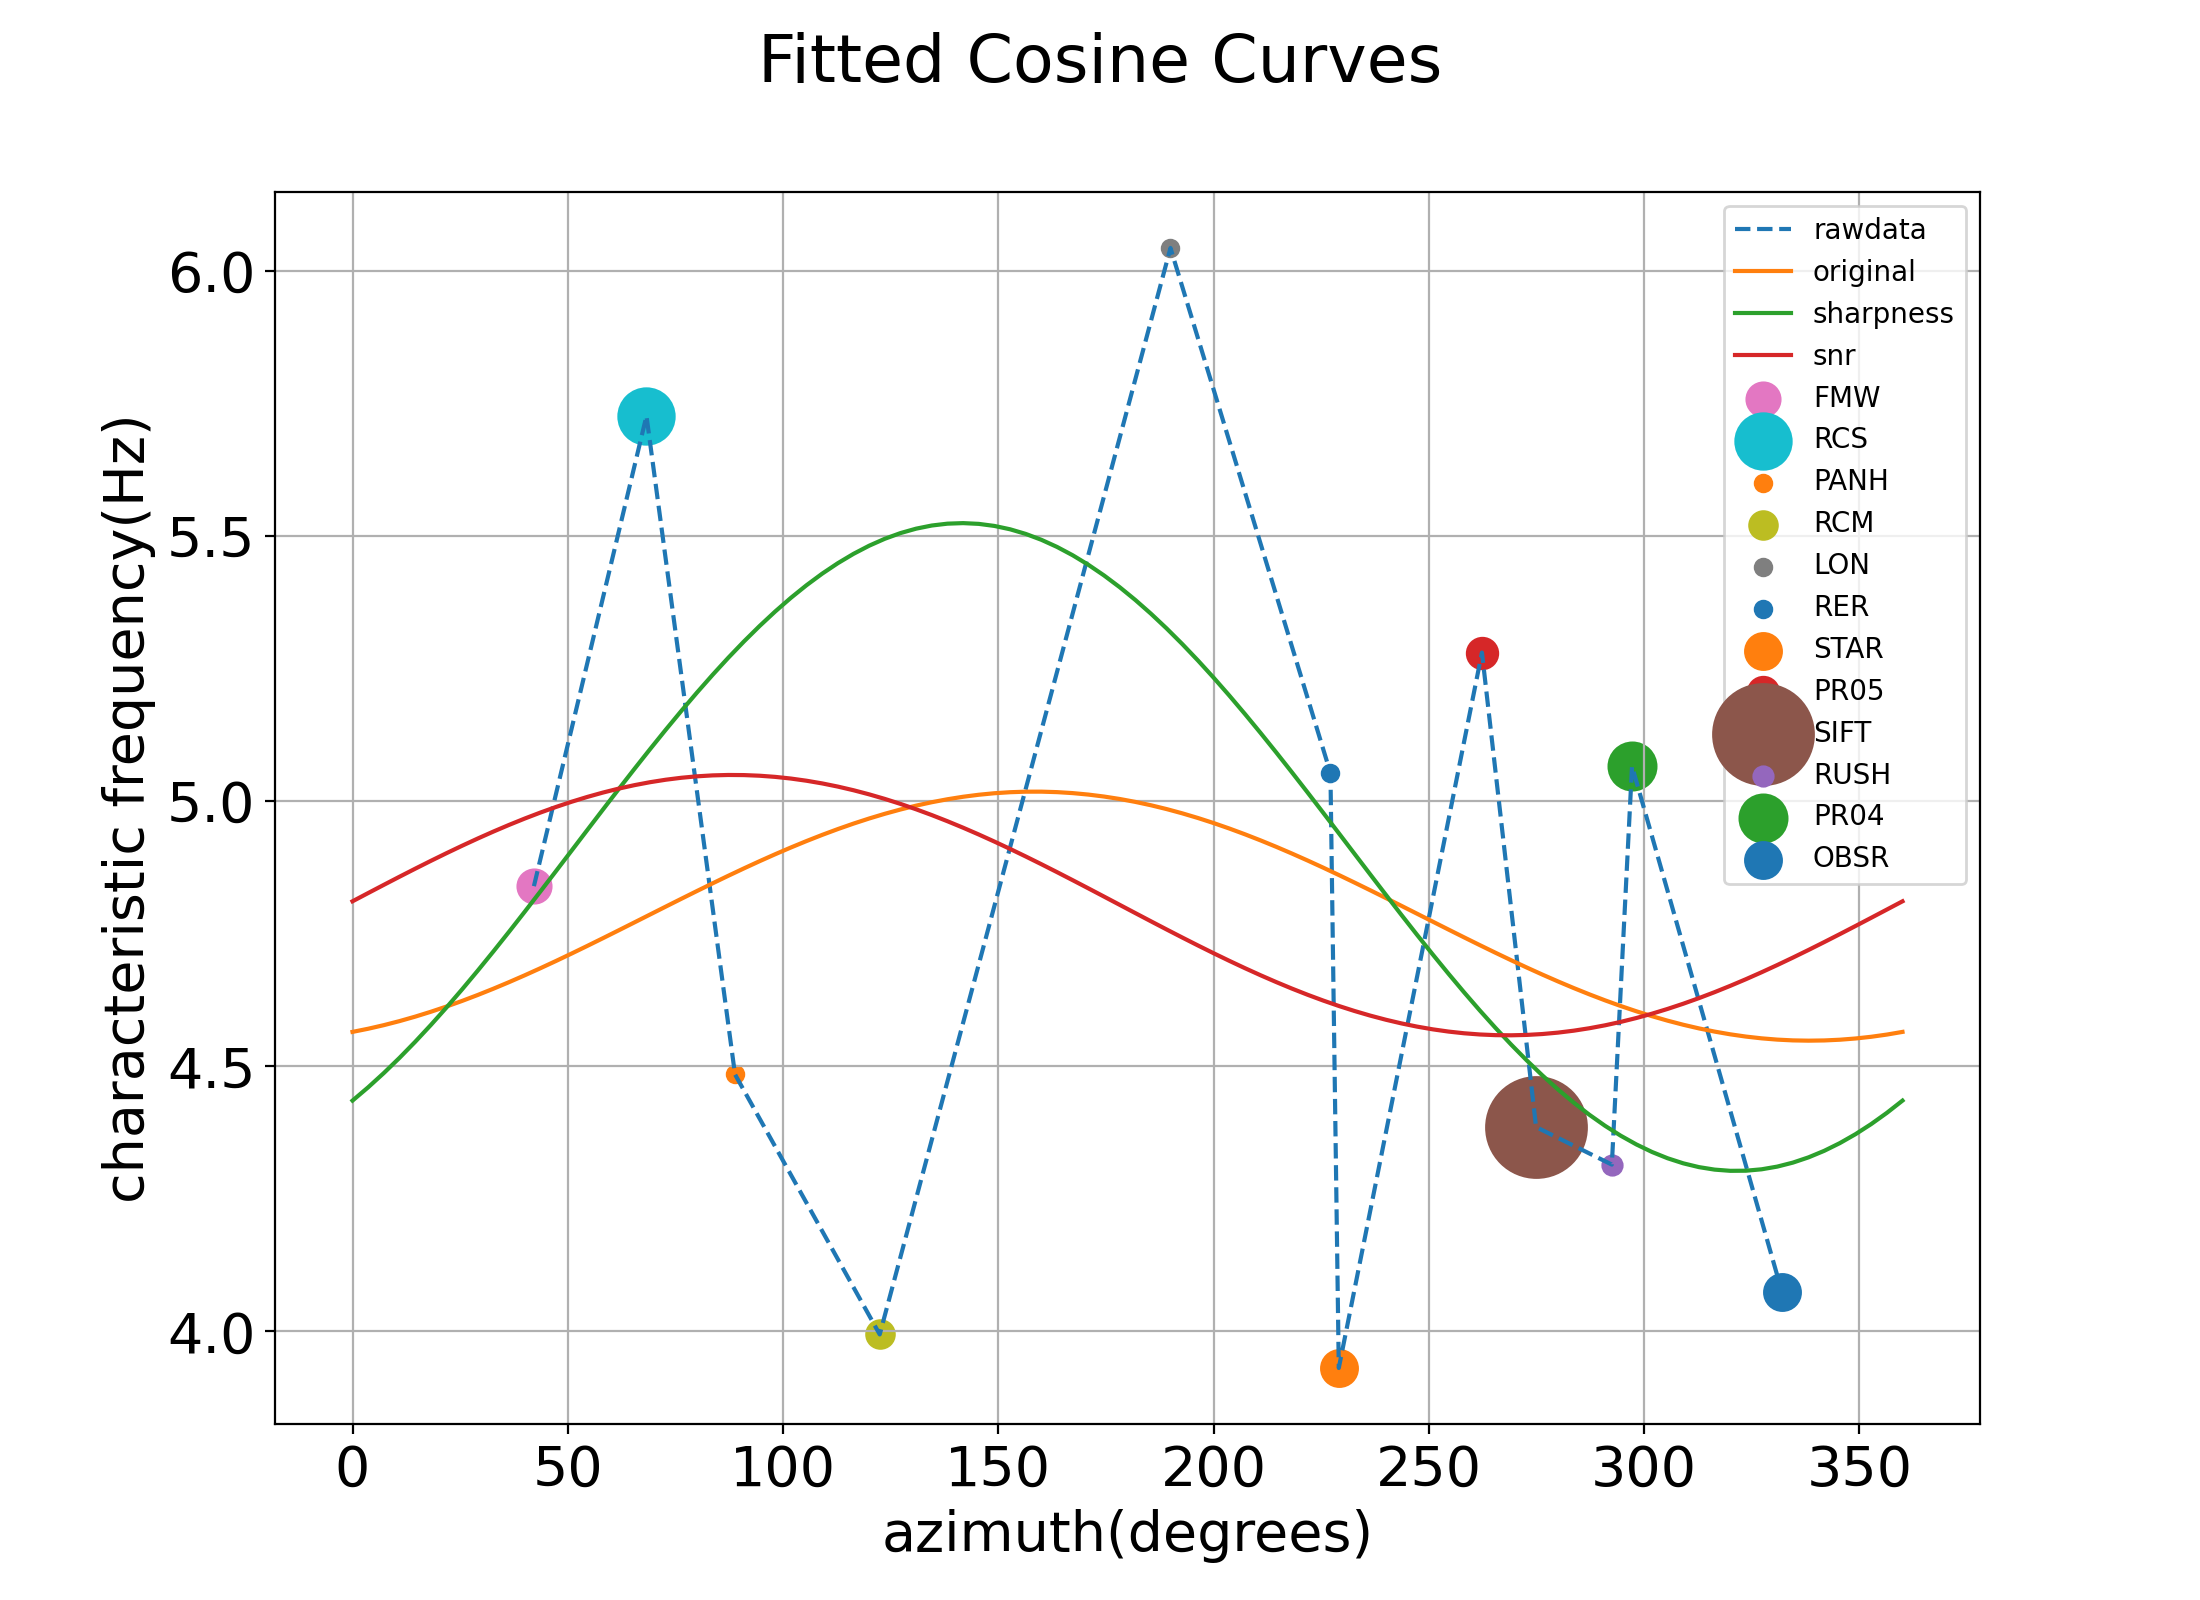 Fitted Cosine Curves
characteristic frequency(Hz)
6.0
5.5
5.0
4.5
4.0
rawdata
original
sharpness
snr
FMW
RCS
PANH
RCM
LON
RER
STAR
PR05
SIFT
RUSH
PR04
OBSR
0 50 100 150 200 250 300 350
azimuth(degrees)